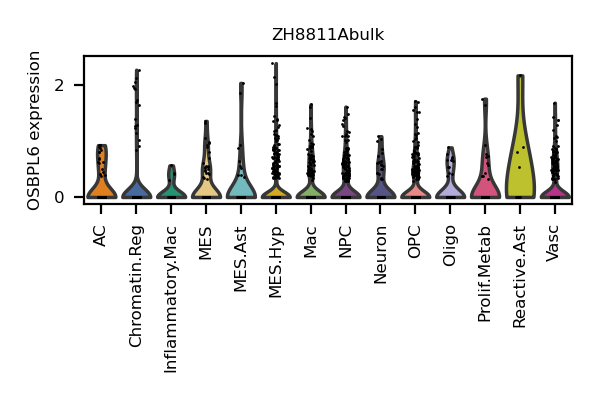 ZH8811Abulk
OSBPL6 expression
2
0
AC
Chromatin.Reg
Inflammatory.Mac
MES
MES.Ast
MES.Hyp
Mac
NPC
Neuron
OPC
Oligo
Prolif.Metab
Reactive.Ast
Vasc